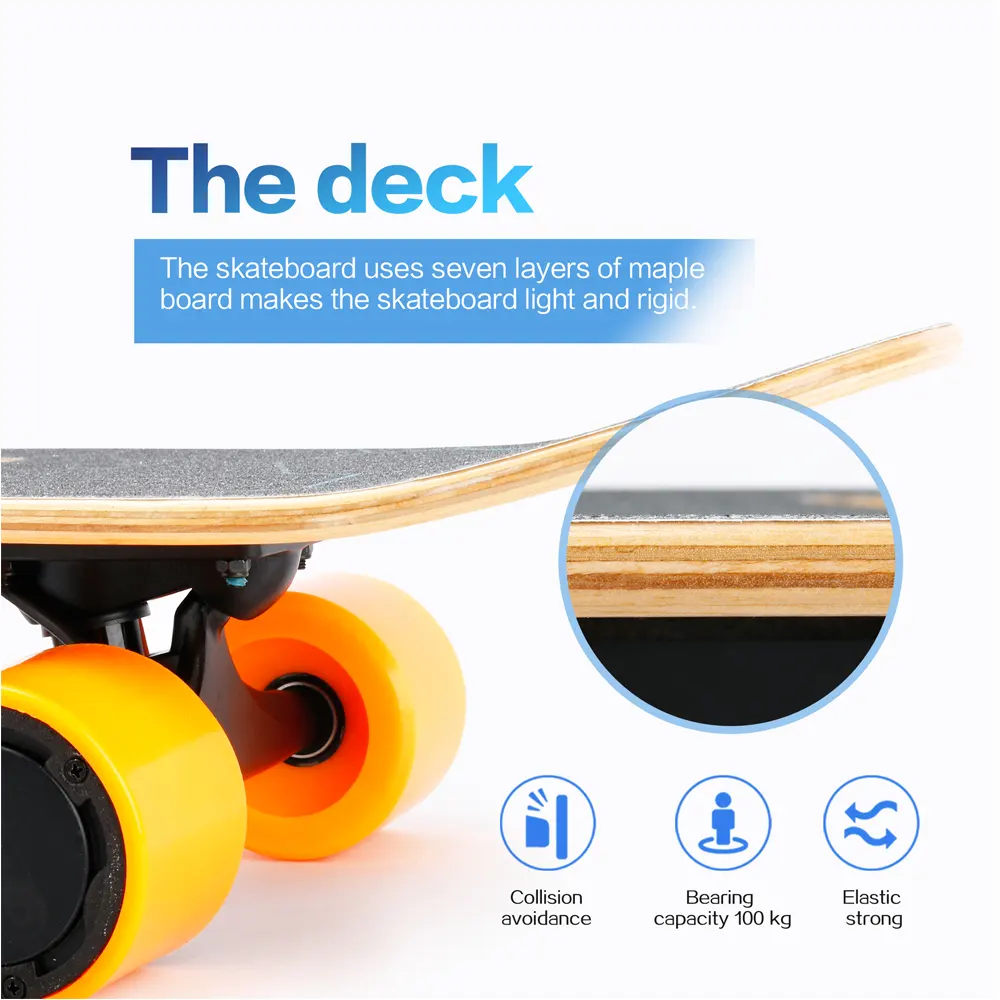 The deck
The skateboard uses seven layers of maple
board makes the skateboard light and rigid.
Collision
avoidance
Bearing
capacity 100 kg
Elastic
strong